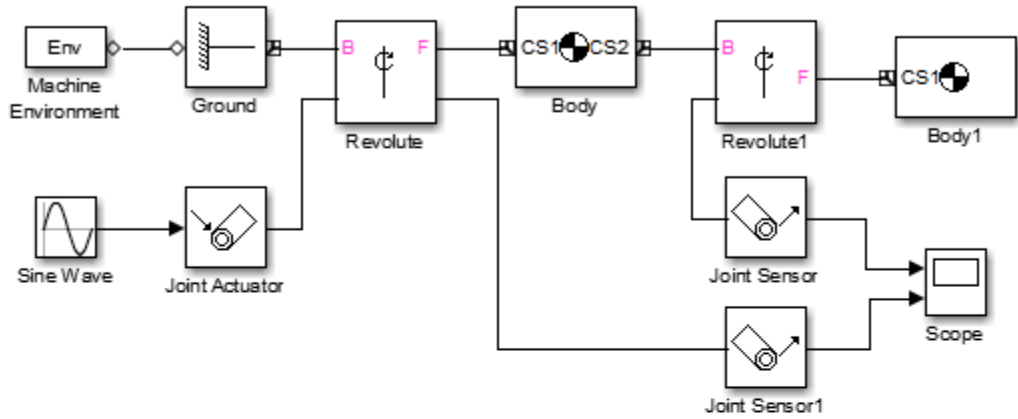 Env
Machine
Environment
Ground
B
F
Revolute
CS1
CS2
Body
B
F
Revolute1
CS1
Body1
Sine Wave
Joint Actuator
Joint Sensor
Scope
Joint Sensor1